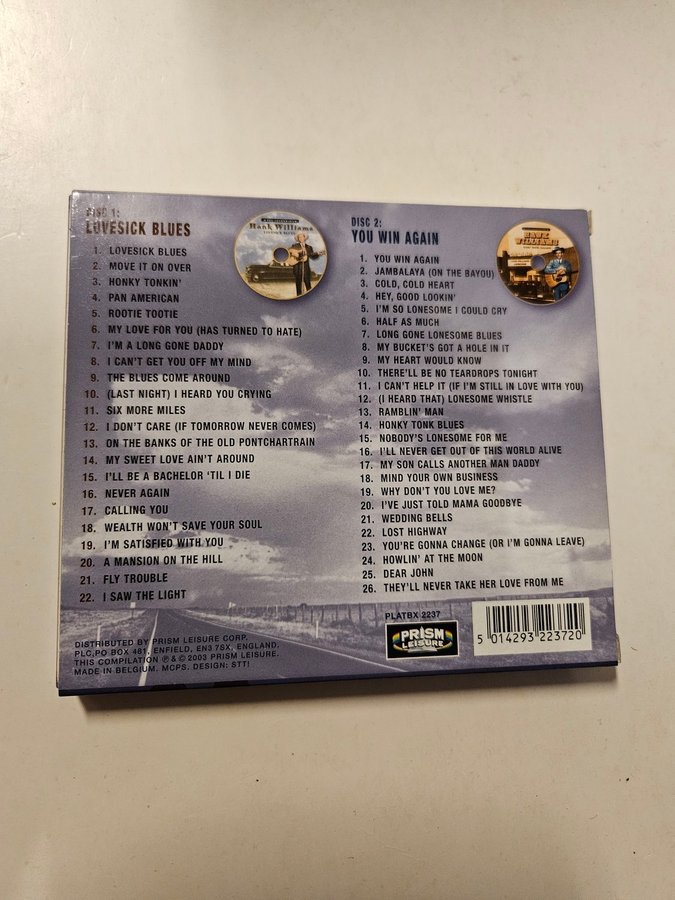 DISC 1:
LOVESICK BLUES
Hank Williams
LOVESICK BLUES
1. LOVESICK BLUES
2. MOVE IT ON OVER
3. HONKY TONKIN'
4. PAN AMERICAN
5. ROOTIE TOOTIE
6. MY LOVE FOR YOU (HAS TURNED TO HATE)
7. I'M A LONG GONE DADDY
8. I CAN'T GET YOU OFF MY MIND
9. THE BLUES COME AROUND
10. (LAST NIGHT) I HEARD YOU CRYING
11. SIX MORE MILES
12. I DON'T CARE (IF TOMORROW NEVER COMES)
13. ON THE BANKS OF THE OLD PONTCHARTRAIN
14. MY SWEET LOVE AIN'T AROUND
15. I'LL BE A BACHELOR 'TIL I DIE
16. NEVER AGAIN
17. CALLING YOU
18. WEALTH WON'T SAVE YOUR SOUL
19. I'M SATISFIED WITH YOU
20. A MANSION ON THE HILL
21. FLY TROUBLE
22. I SAW THE LIGHT
DISC 2:
YOU WIN AGAIN
HANK
WILLIAMS
1. YOU WIN AGAIN
2. JAMBALAYA (ON THE BAYOU)
3. COLD, COLD HEART
4. HEY, GOOD LOOKIN'
5. I'M SO LONESOME I COULD CRY
6. HALF AS MUCH
7. LONG GONE LONESOME BLUES
8. MY BUCKET'S GOT A HOLE IN IT
9. MY HEART WOULD KNOW
10. THERE'LL BE NO TEARDROPS TONIGHT
11. I CAN'T HELP IT (IF I'M STILL IN LOVE WITH YOU)
12. (I HEARD THAT) LONESOME WHISTLE
13. RAMBLIN' MAN
14. HONKY TONK BLUES
15. NOBODY'S LONESOME FOR ME
16. I'LL NEVER GET OUT OF THIS WORLD ALIVE
17. MY SON CALLS ANOTHER MAN DADDY
18. MIND YOUR OWN BUSINESS
19. WHY DON'T YOU LOVE ME?
20. I'VE JUST TOLD MAMA GOODBYE
21. WEDDING BELLS
22. LOST HIGHWAY
23. YOU'RE GONNA CHANGE (OR I'M GONNA LEAVE)
24. HOWLIN' AT THE MOON
25. DEAR JOHN
26. THEY'LL NEVER TAKE HER LOVE FROM ME
DISTRIBUTED BY PRISM LEISURE CORP.
PLC,PO BOX 481, ENFIELD, EN3 7SX, ENGLAND.
THIS COMPILATION ℗ & © 2003 PRISM LEISURE.
MADE IN BELGIUM. MCPS. DESIGN: STTI
PLATBX 2237
PRISM
LEISURE
5 014293 223720